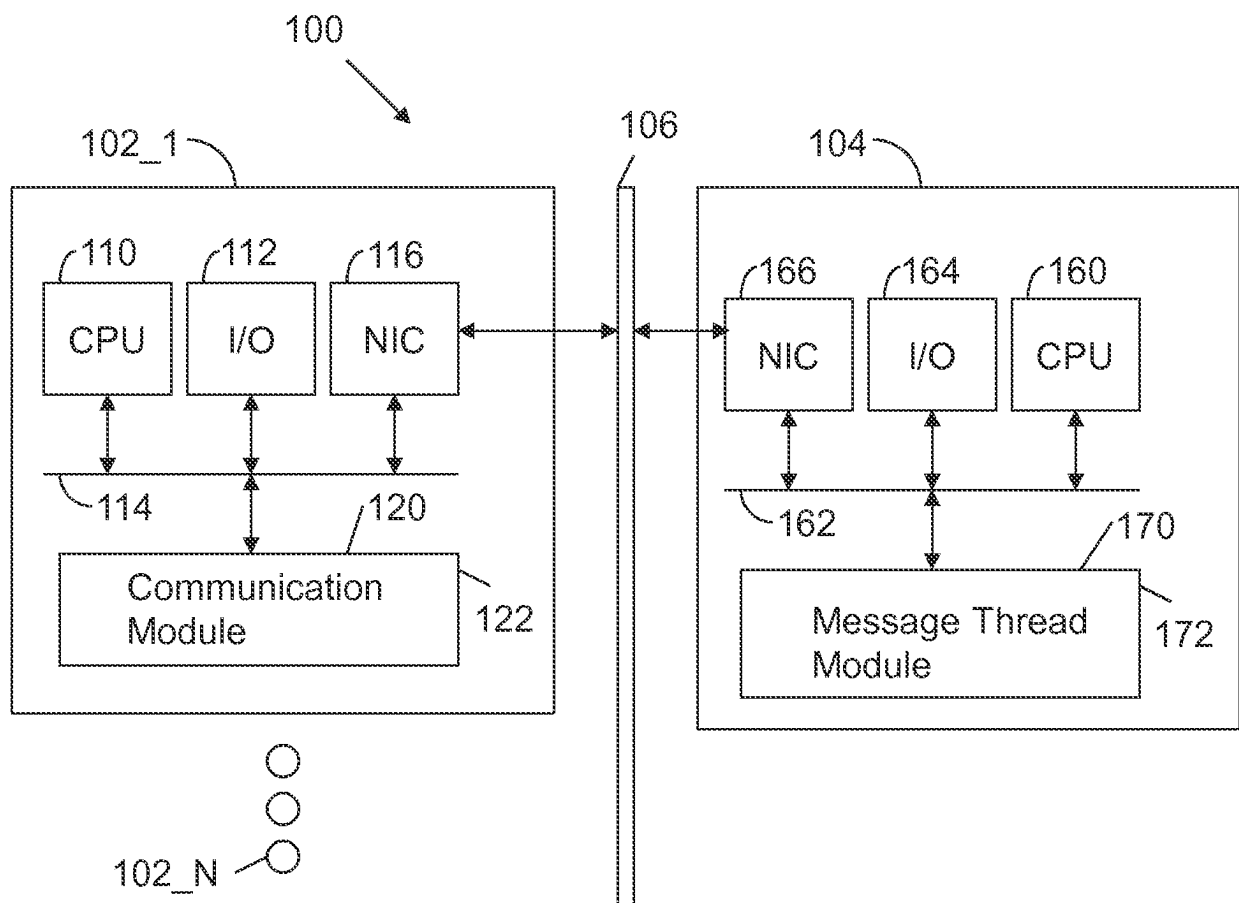 100
102_1
106
104
110
112
116
166
164
160
CPU
I/O
NIC
NIC
I/O
CPU
114
120
162
170
Communication
Module
122
Message Thread
Module
172
102_N